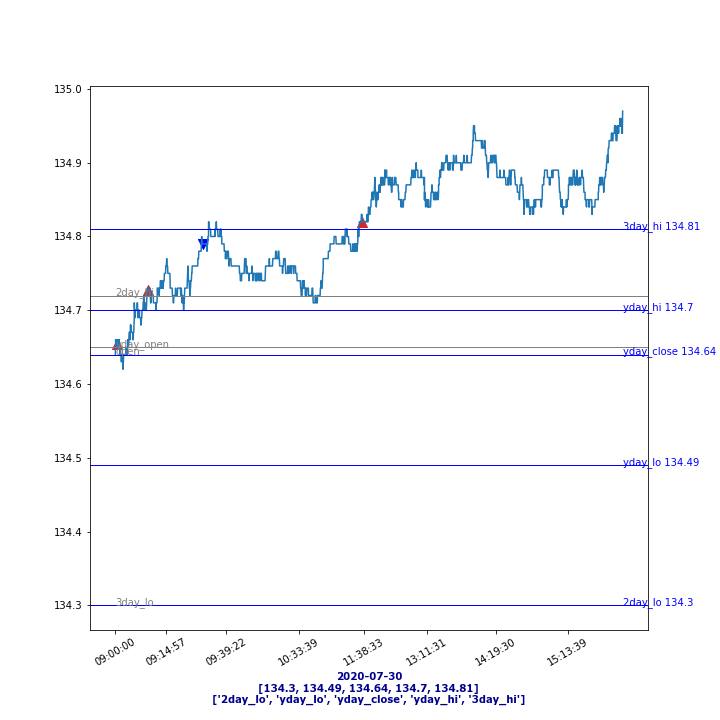 135.0
134.9
134.8
3day_hi 134.81
2day_
134.7
yday_hi 134.7
day_open
yday_close 134.64
134.6
134.5
yday_lo 134.49
134.4
134.3
3day_lo
2day_lo 134.3
09:00:00
09:14:57
09:39:22
10:33:39
11:38:33
13:11:31
14:19:30
15:13:39
2020-07-30
[134.3, 134.49, 134.64, 134.7, 134.81]
['2day_lo', 'yday_lo', 'yday_close', 'yday_hi', '3day_hi']